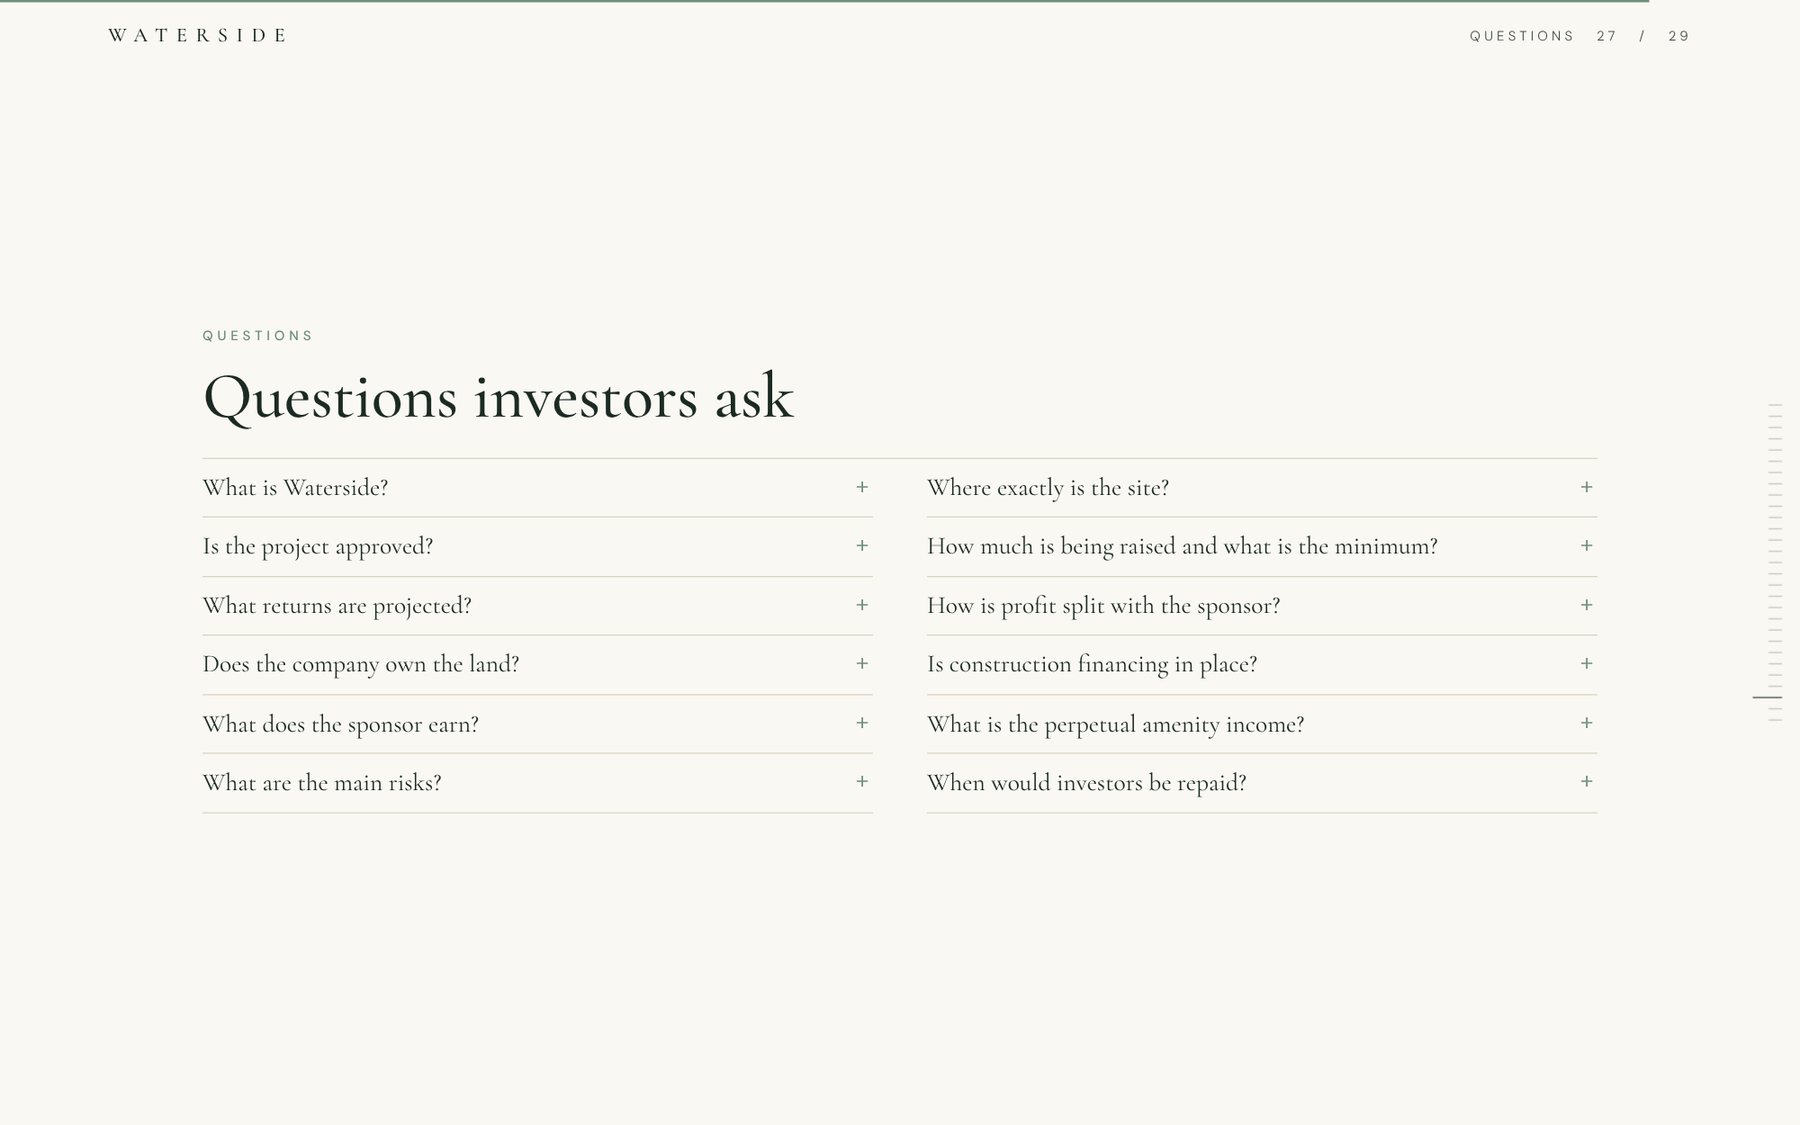 WATERSIDE
QUESTIONS 27 / 29
QUESTIONS
Questions investors ask
What is Waterside? +
Where exactly is the site? +
Is the project approved? +
How much is being raised and what is the minimum? +
What returns are projected? +
How is profit split with the sponsor? +
Does the company own the land? +
Is construction financing in place? +
What does the sponsor earn? +
What is the perpetual amenity income? +
What are the main risks? +
When would investors be repaid? +